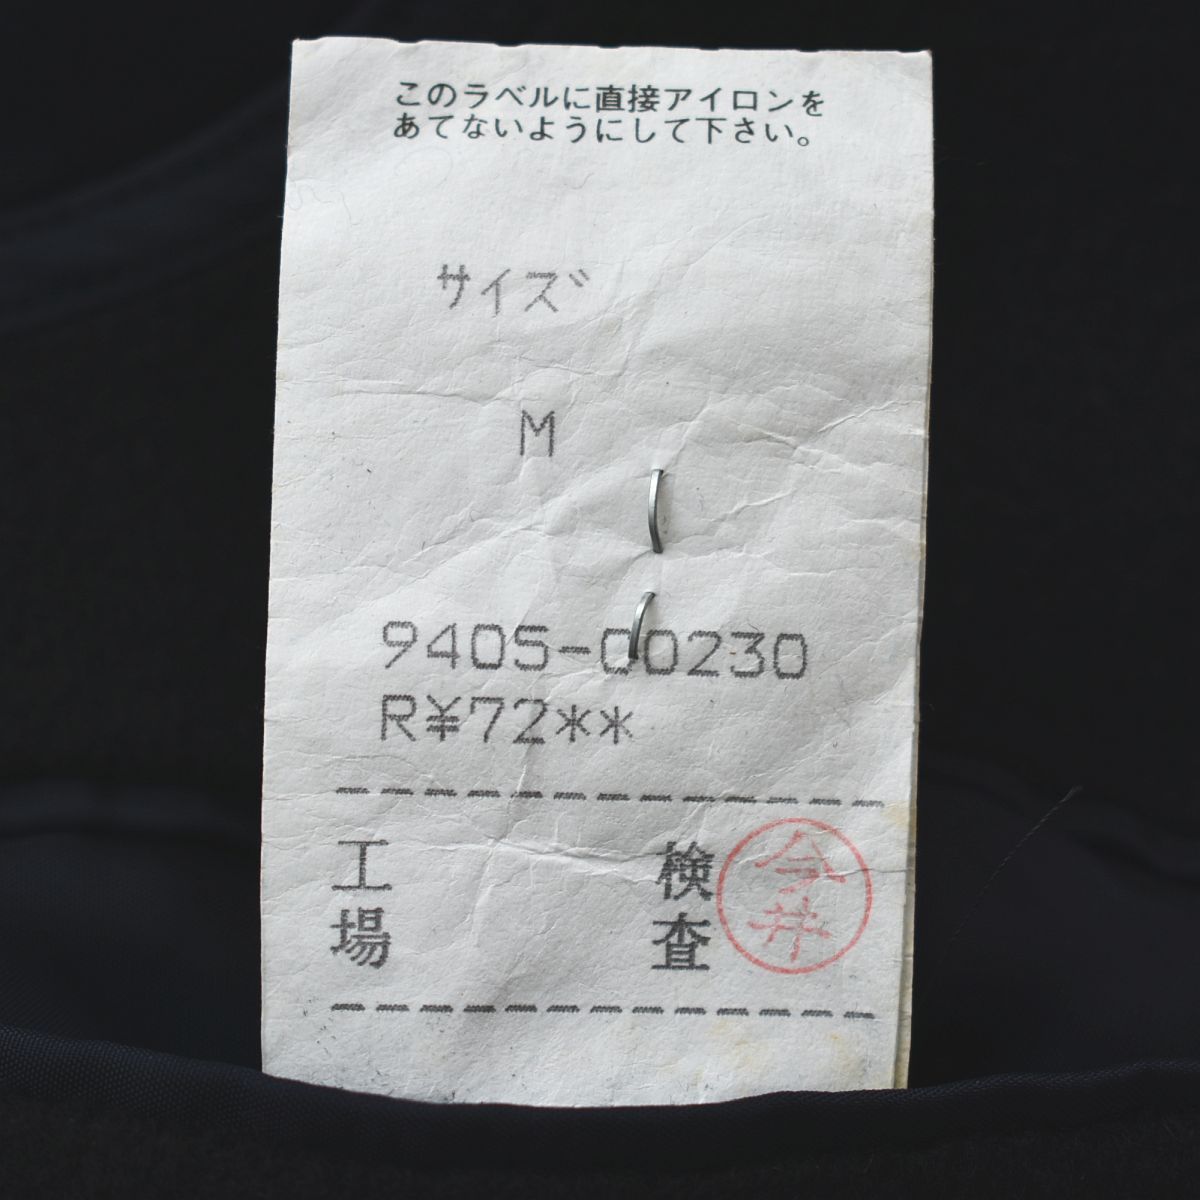 このラベルに直接アイロンを
あてないようにして下さい。
サイズ
M
940S-00230
R¥72**
工場
検査
今井